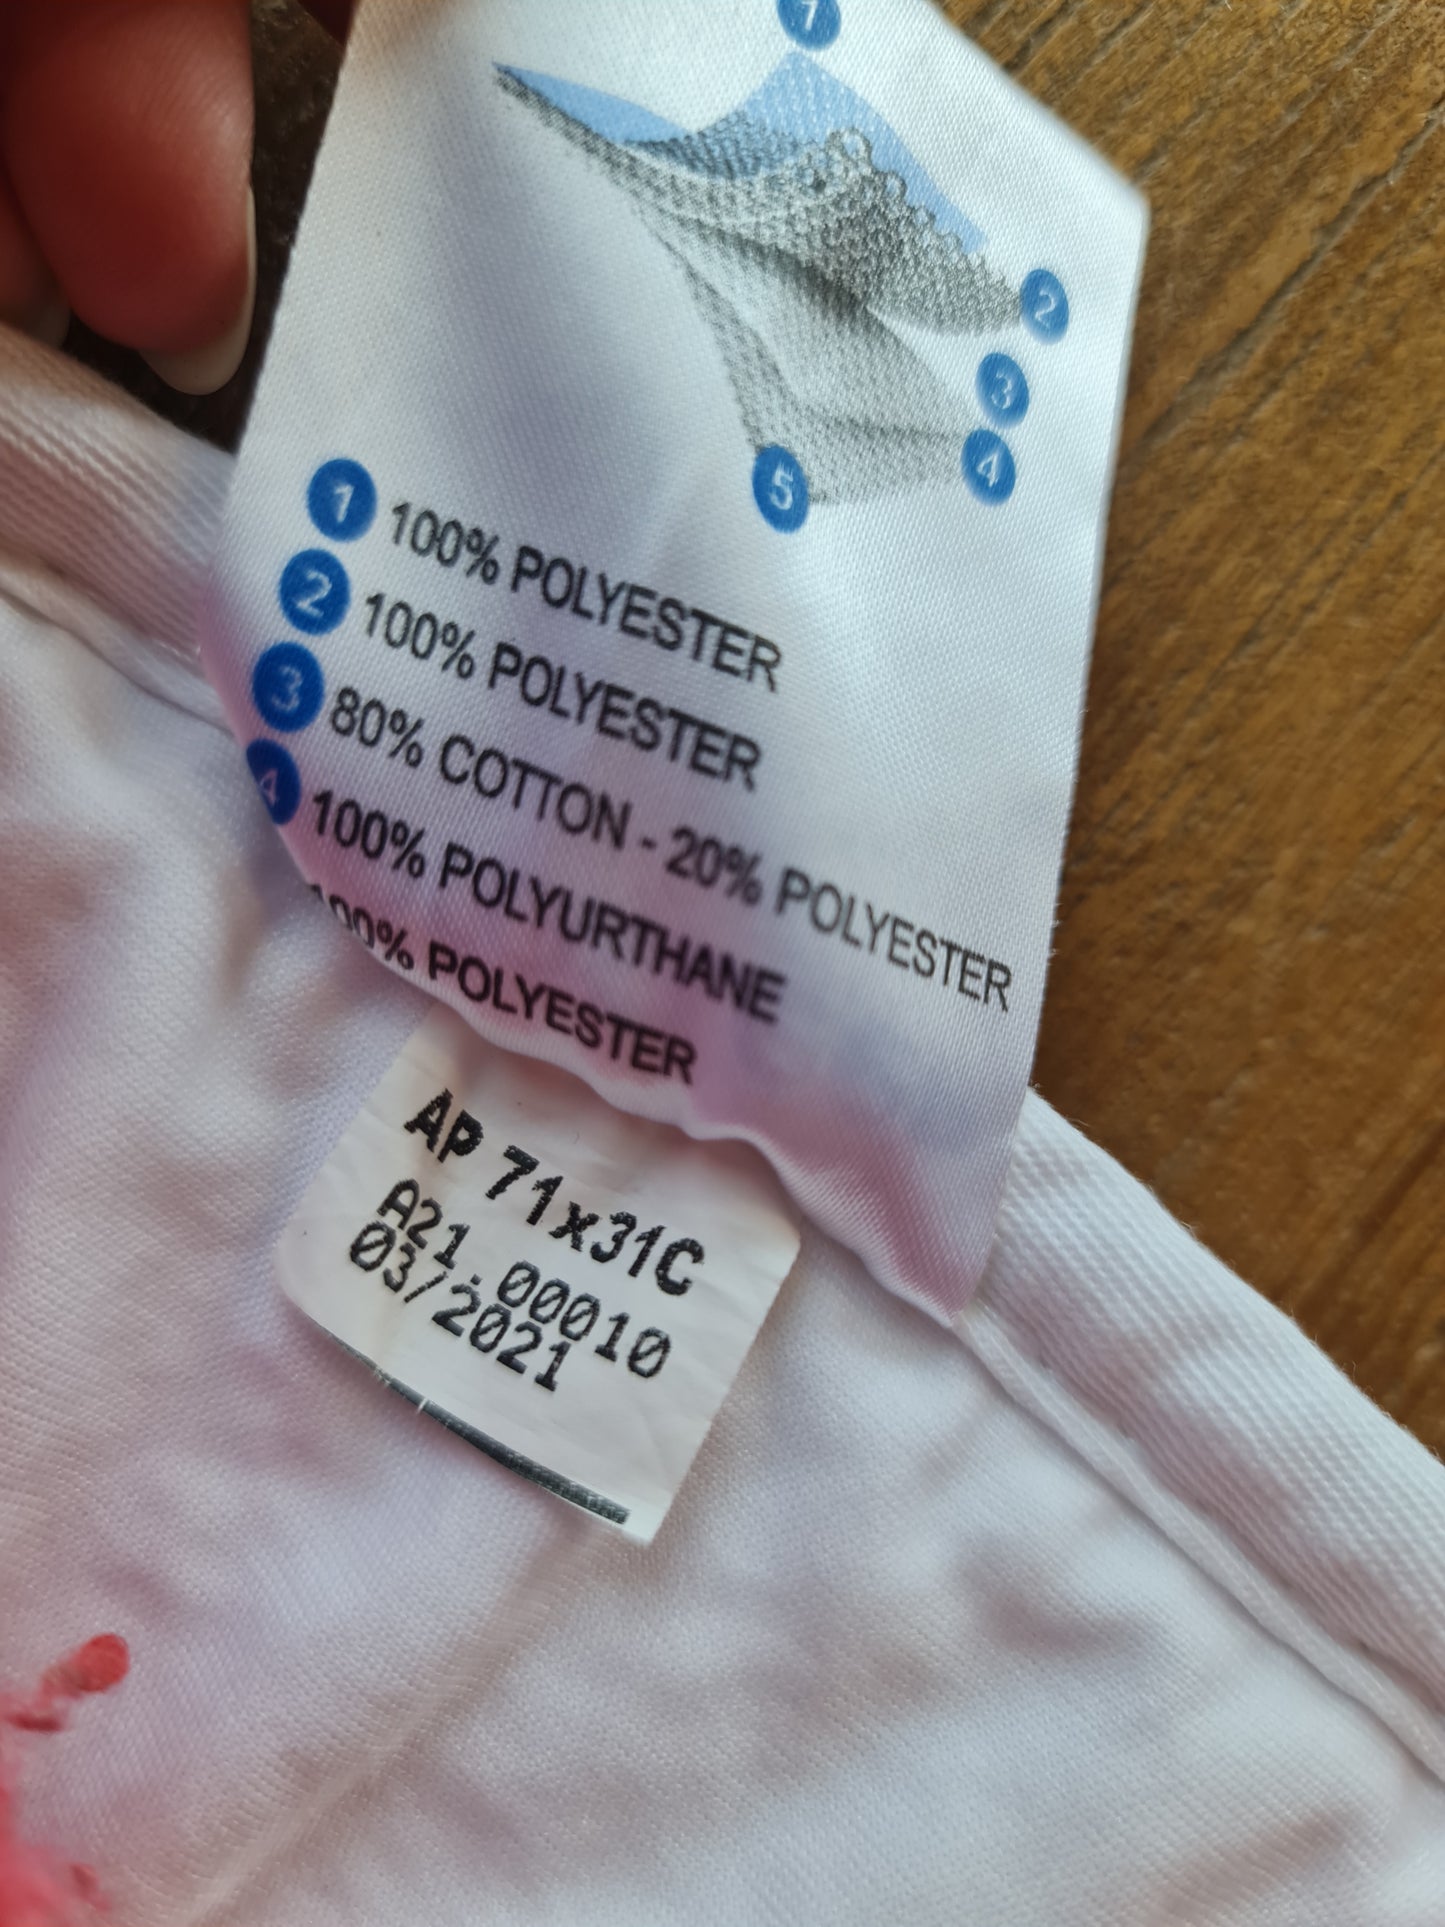 1
2
3
4
5
1 100% POLYESTER
2 100% POLYESTER
3 80% COTTON - 20% POLYESTER
4 100% POLYURTHANE
100% POLYESTER
AP 71x31C
A21.00010
03/2021